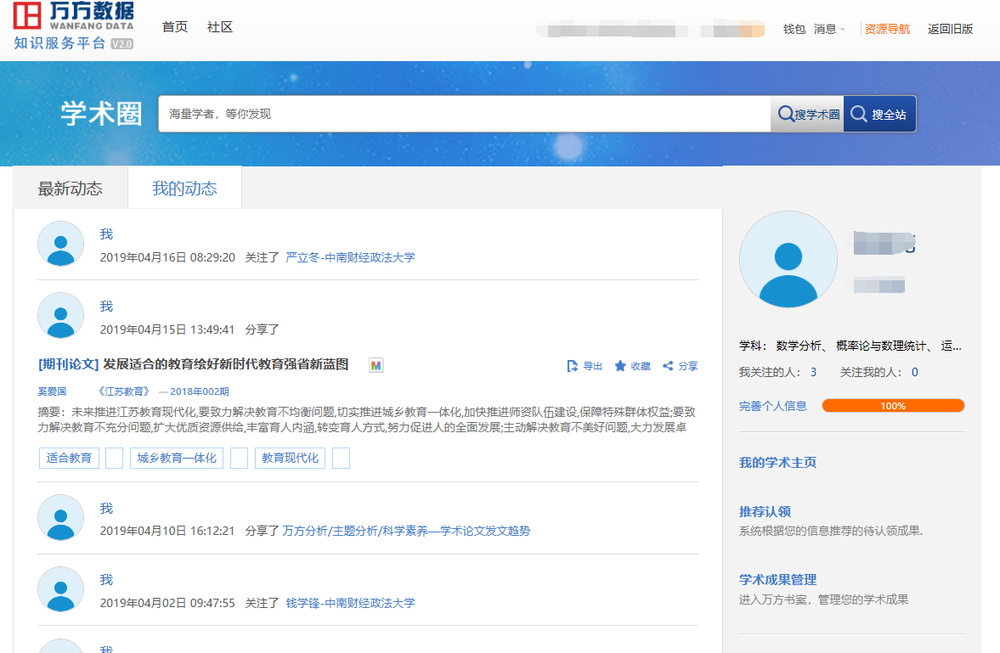 万方数据
WANFANG DATA
知识服务平台 V2.0
首页 社区
钱包 消息 资源导航 返回旧版
学术圈
海量学者，等你发现
搜学术圈 搜全站
最新动态 我的动态
我
2019年04月16日 08:29:20 关注了 严立冬-中南财经政法大学
我
2019年04月15日 13:49:41 分享了
[期刊论文] 发展适合的教育绘好新时代教育强省新蓝图 M
导出 收藏 分享
奚爱国 《江苏教育》 — 2018年002期
摘要：未来推进江苏教育现代化,要致力解决教育不均衡问题,切实推进城乡教育一体化,加快推进师资队伍建设,保障特殊群体权益;要致
力解决教育不充分问题,扩大优质资源供给,丰富育人内涵,转变育人方式,努力促进人的全面发展;主动解决教育不美好问题,大力发展卓
适合教育 城乡教育一体化 教育现代化
我
2019年04月10日 16:12:21 分享了 万方分析/主题分析/科学素养—学术论文发文趋势
我
2019年04月02日 09:47:55 关注了 钱学锋-中南财经政法大学
我
学科： 数学分析、 概率论与数理统计、 运...
我关注的人： 3 关注我的人： 0
完善个人信息 100%
我的学术主页
推荐认领
系统根据您的信息推荐的待认领成果.
学术成果管理
进入万方书案，管理您的学术成果